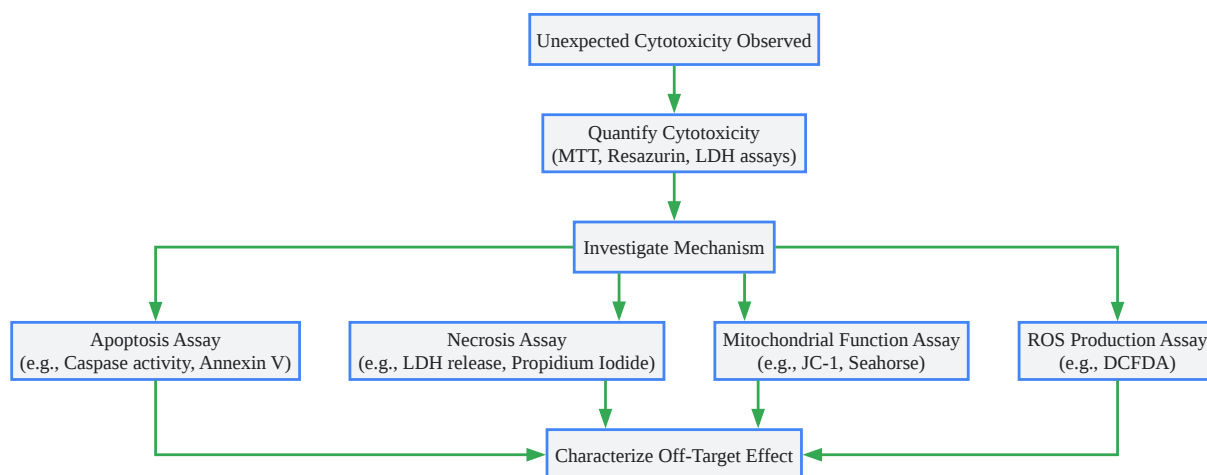 Unexpected Cytotoxicity Observed
Quantify Cytotoxicity
(MTT, Resazurin, LDH assays)
Investigate Mechanism
Apoptosis Assay
(e.g., Caspase activity, Annexin V)
Necrosis Assay
(e.g., LDH release, Propidium Iodide)
Mitochondrial Function Assay
(e.g., JC-1, Seahorse)
ROS Production Assay
(e.g., DCFDA)
Characterize Off-Target Effect